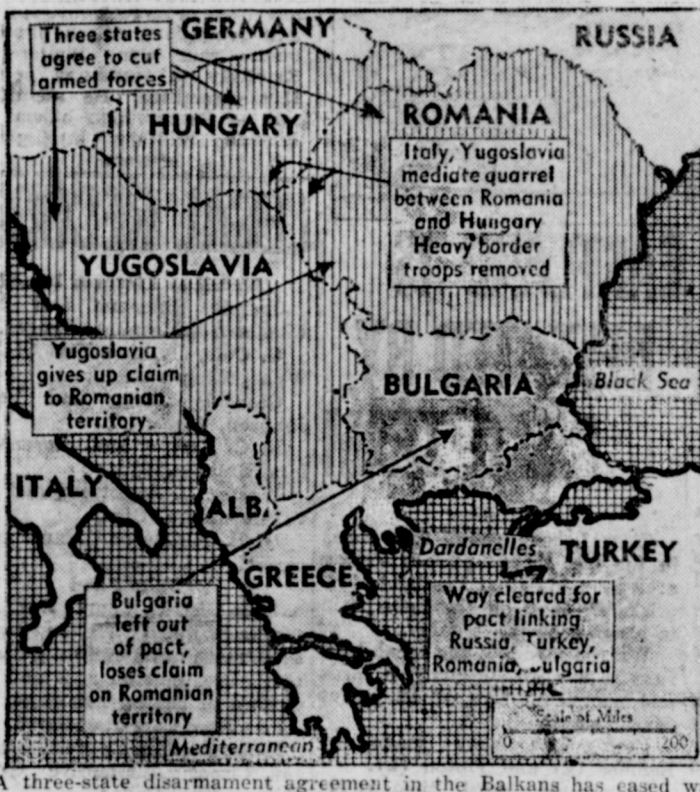 GERMANY
RUSSIA
Three states
agree to cut
armed forces
HUNGARY
ROMANIA
Italy, Yugoslavia
mediate quarrel
between Romania
and Hungary
Heavy border
troops removed
YUGOSLAVIA
Yugoslavia
gives up claim
to Romanian
territory
BULGARIA
Black Sea
ITALY
ALB.
Dardanelles
TURKEY
GREECE
Bulgaria
left out
of pact,
loses claim
on Romanian
territory
Way cleared for
pact linking
Russia, Turkey,
Romania, Bulgaria
Mediterranean
Scale of Miles
0 200
A three-state disarmament agreement in the Balkans has eased